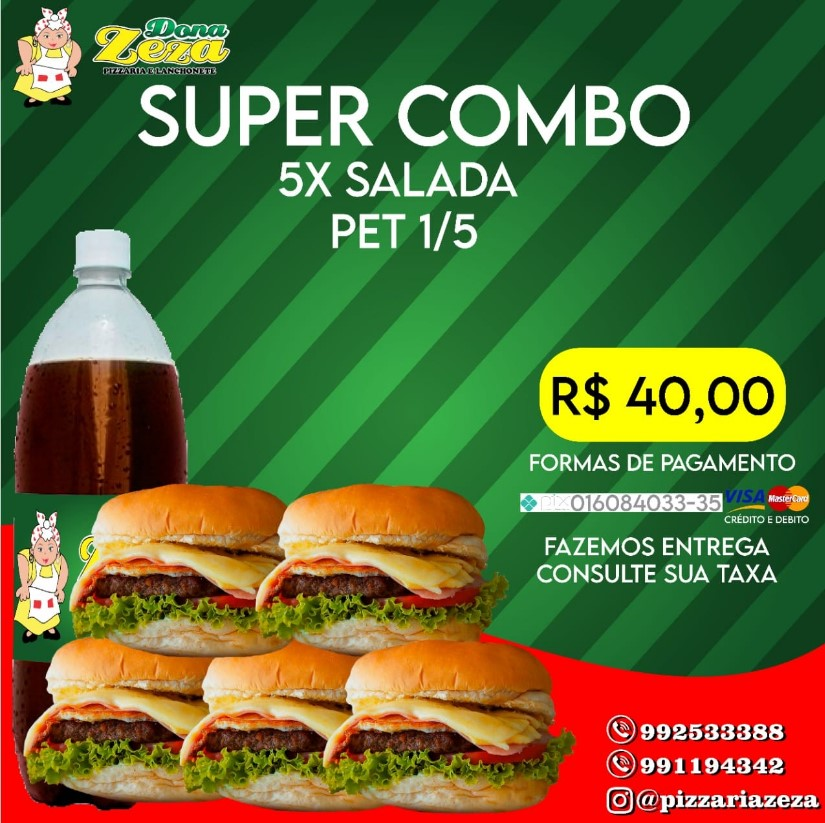 Dona
Zeza
PIZZARIA E LANCHONETE
SUPER COMBO
5X SALADA
PET 1/5
R$ 40,00
FORMAS DE PAGAMENTO
pix 016084033-35 VISA MasterCard
CRÉDITO E DEBITO
FAZEMOS ENTREGA
CONSULTE SUA TAXA
992533388
991194342
@pizzariazeza